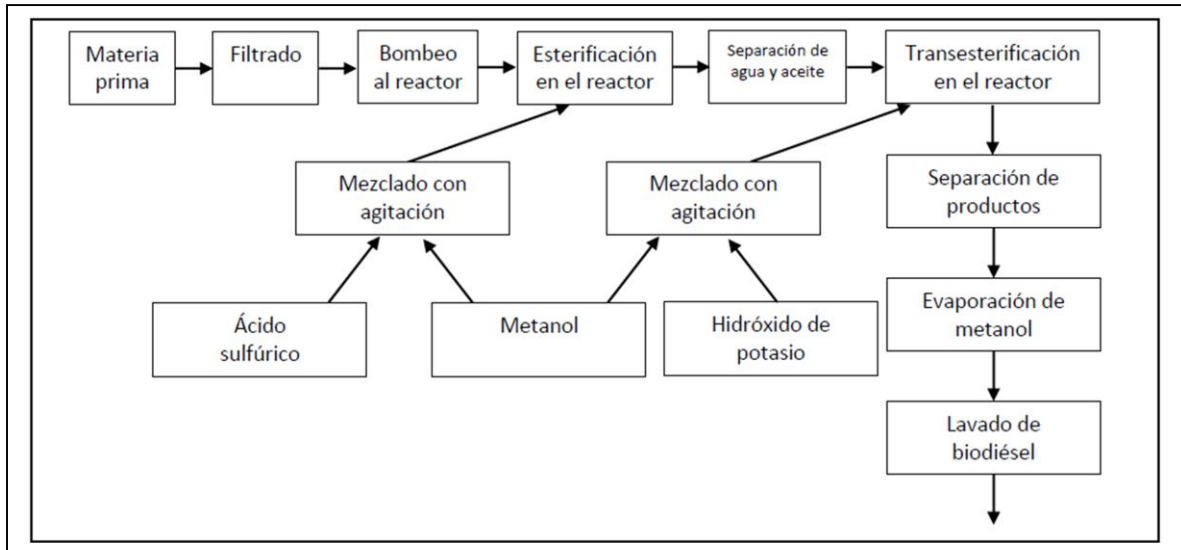 Materia
prima
Filtrado
Bombeo
al reactor
Esterificación
en el reactor
Separación de
agua y aceite
Transesterificación
en el reactor
Mezclado con
agitación
Mezclado con
agitación
Separación de
productos
Ácido
sulfúrico
Metanol
Hidróxido de
potasio
Evaporación de
metanol
Lavado de
biodiésel